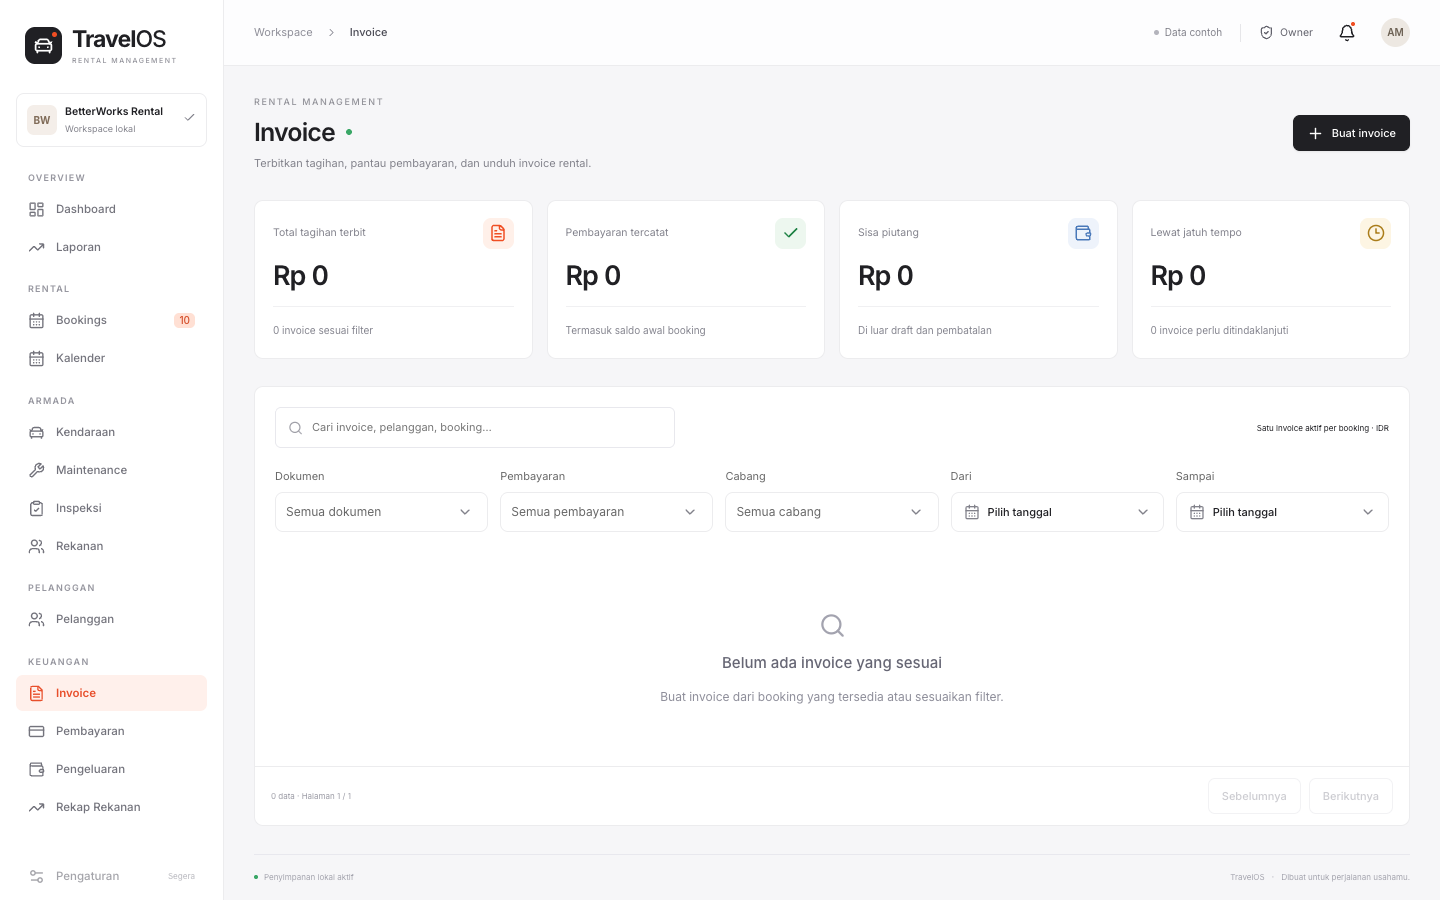 TravelOS
RENTAL MANAGEMENT
BW
BetterWorks Rental
Workspace lokal
OVERVIEW
Dashboard
Laporan
RENTAL
Bookings
10
Kalender
ARMADA
Kendaraan
Maintenance
Inspeksi
Rekanan
PELANGGAN
Pelanggan
KEUANGAN
Invoice
Pembayaran
Pengeluaran
Rekap Rekanan
Pengaturan
Segera
Workspace
Invoice
Data contoh
Owner
AM
RENTAL MANAGEMENT
Invoice
Terbitkan tagihan, pantau pembayaran, dan unduh invoice rental.
Buat invoice
Total tagihan terbit
Rp 0
0 invoice sesuai filter
Pembayaran tercatat
Rp 0
Termasuk saldo awal booking
Sisa piutang
Rp 0
Di luar draft dan pembatalan
Lewat jatuh tempo
Rp 0
0 invoice perlu ditindaklanjuti
Cari invoice, pelanggan, booking...
Satu invoice aktif per booking · IDR
Dokumen
Semua dokumen
Pembayaran
Semua pembayaran
Cabang
Semua cabang
Dari
Pilih tanggal
Sampai
Pilih tanggal
Belum ada invoice yang sesuai
Buat invoice dari booking yang tersedia atau sesuaikan filter.
0 data · Halaman 1 / 1
Sebelumnya
Berikutnya
Penyimpanan lokal aktif
TravelOS · Dibuat untuk perjalanan usahamu.